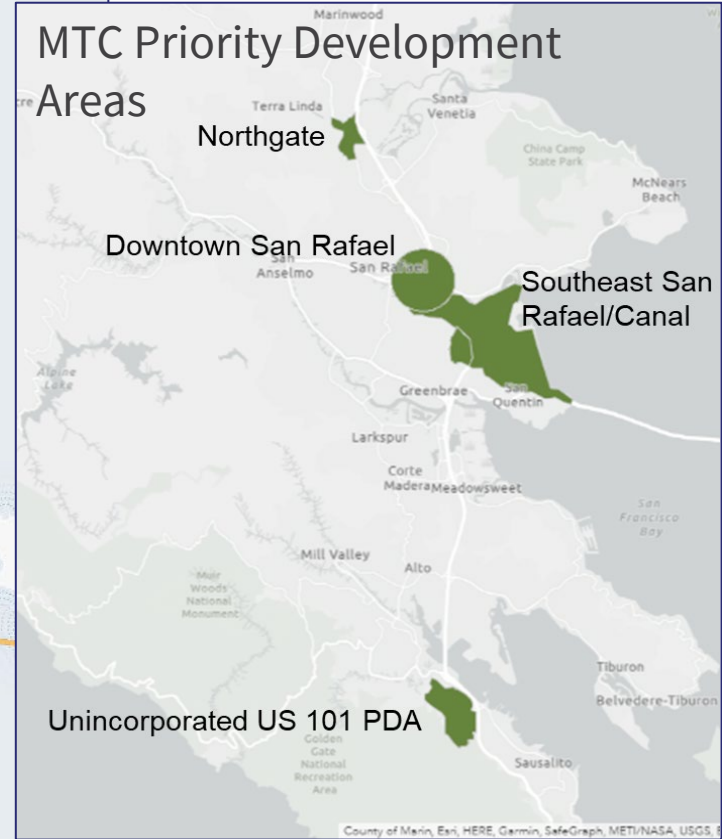 Marinwood
MTC Priority Development
Areas
Terra Linda
Santa
Venetia
Northgate
China Camp
State Park
McNears
Beach
Downtown San Rafael
San
Anselmo
San Rafael
Southeast San
Rafael/Canal
Alpine
Lake
Greenbrae
San
Quentin
Larkspur
Corte
Madera
Meadowsweet
San
Francisco
Bay
Mill Valley
Alto
Muir
Woods
National
Monument
Tiburon
Belvedere-Tiburon
Unincorporated US 101 PDA
Golden
Gate
National
Recreation
Area
Sausalito
County of Marin, Esri, HERE, Garmin, SafeGraph, METI/NASA, USGS,